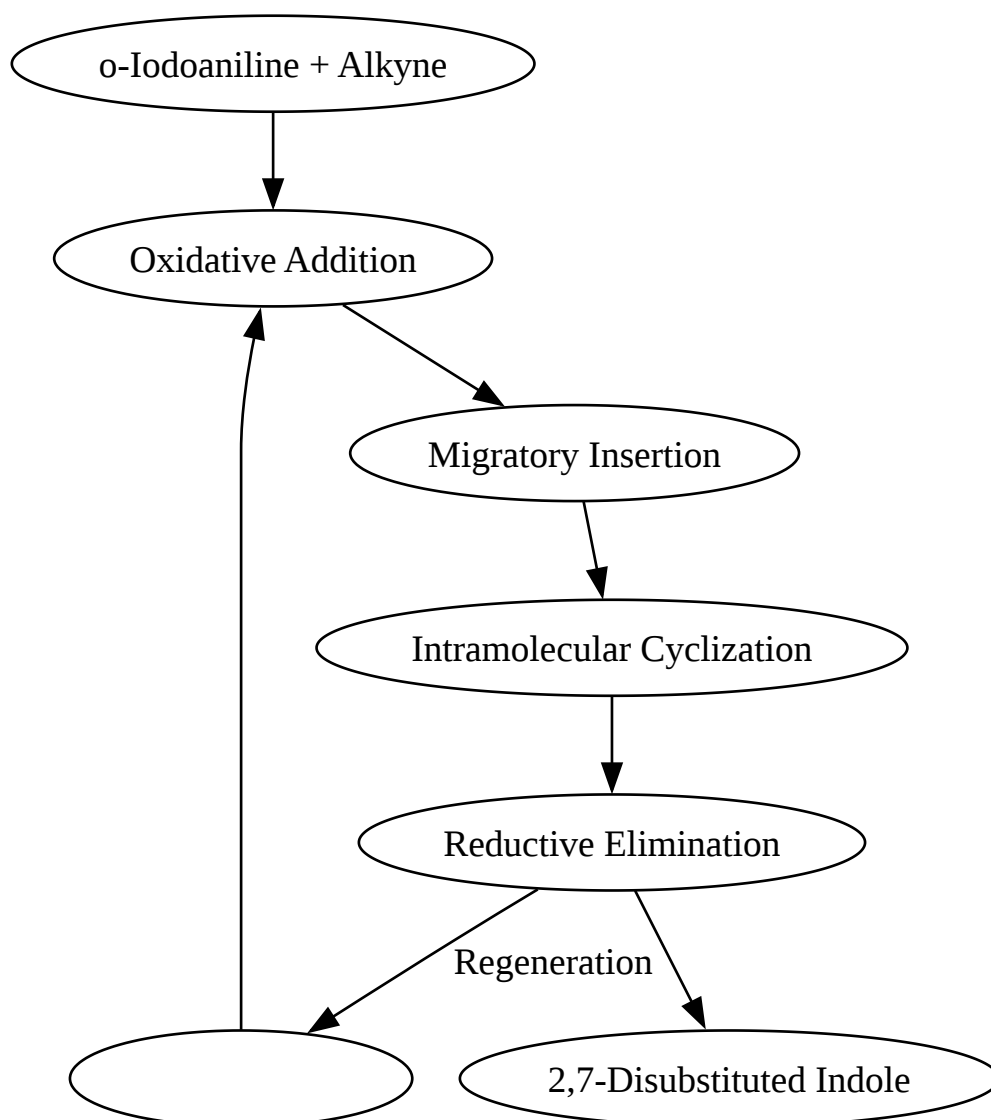 o-Iodoaniline + Alkyne
Oxidative Addition
Migratory Insertion
Intramolecular Cyclization
Reductive Elimination
Regeneration
2,7-Disubstituted Indole